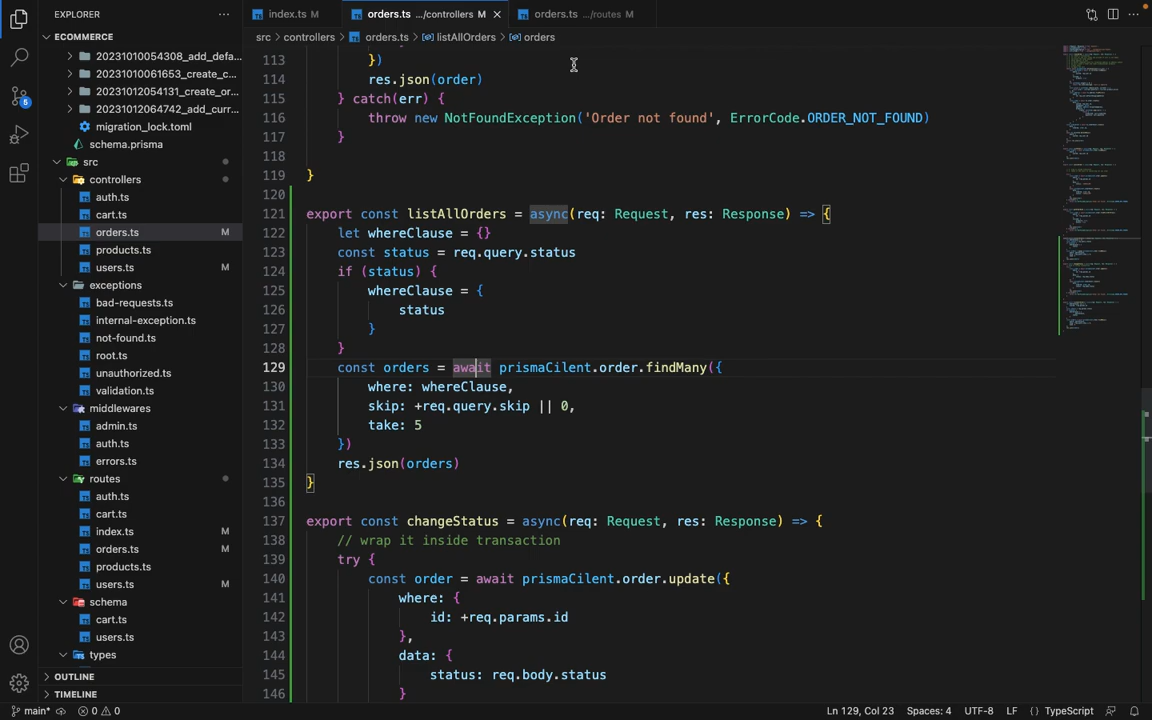 EXPLORER
ECOMMERCE
20231010054308_add_defa...
20231010061653_create_c...
20231012054131_create_or...
20231012064742_add_curr...
migration_lock.toml
schema.prisma
src
controllers
auth.ts
cart.ts
orders.ts M
products.ts
users.ts M
exceptions
bad-requests.ts
internal-exception.ts
not-found.ts
root.ts
unauthorized.ts
validation.ts
middlewares
admin.ts
auth.ts
errors.ts
routes
auth.ts
cart.ts
index.ts M
orders.ts M
products.ts
users.ts M
schema
cart.ts
users.ts
types
OUTLINE
TIMELINE
6
index.ts M
orders.ts .../controllers M
orders.ts .../routes M
src > controllers > orders.ts > listAllOrders > orders
113 })
114 res.json(order)
115 } catch(err) {
116 throw new NotFoundException('Order not found', ErrorCode.ORDER_NOT_FOUND)
117 }
118
119 }
120
121 export const listAllOrders = async(req: Request, res: Response) => {
122 let whereClause = {}
123 const status = req.query.status
124 if (status) {
125 whereClause = {
126 status
127 }
128 }
129 const orders = await prismaCilent.order.findMany({
130 where: whereClause,
131 skip: +req.query.skip || 0,
132 take: 5
133 })
134 res.json(orders)
135 }
136
137 export const changeStatus = async(req: Request, res: Response) => {
138 // wrap it inside transaction
139 try {
140 const order = await prismaCilent.order.update({
141 where: {
142 id: +req.params.id
143 },
144 data: {
145 status: req.body.status
146 }
main* 0 0 Ln 129, Col 23 Spaces: 4 UTF-8 LF {} TypeScript